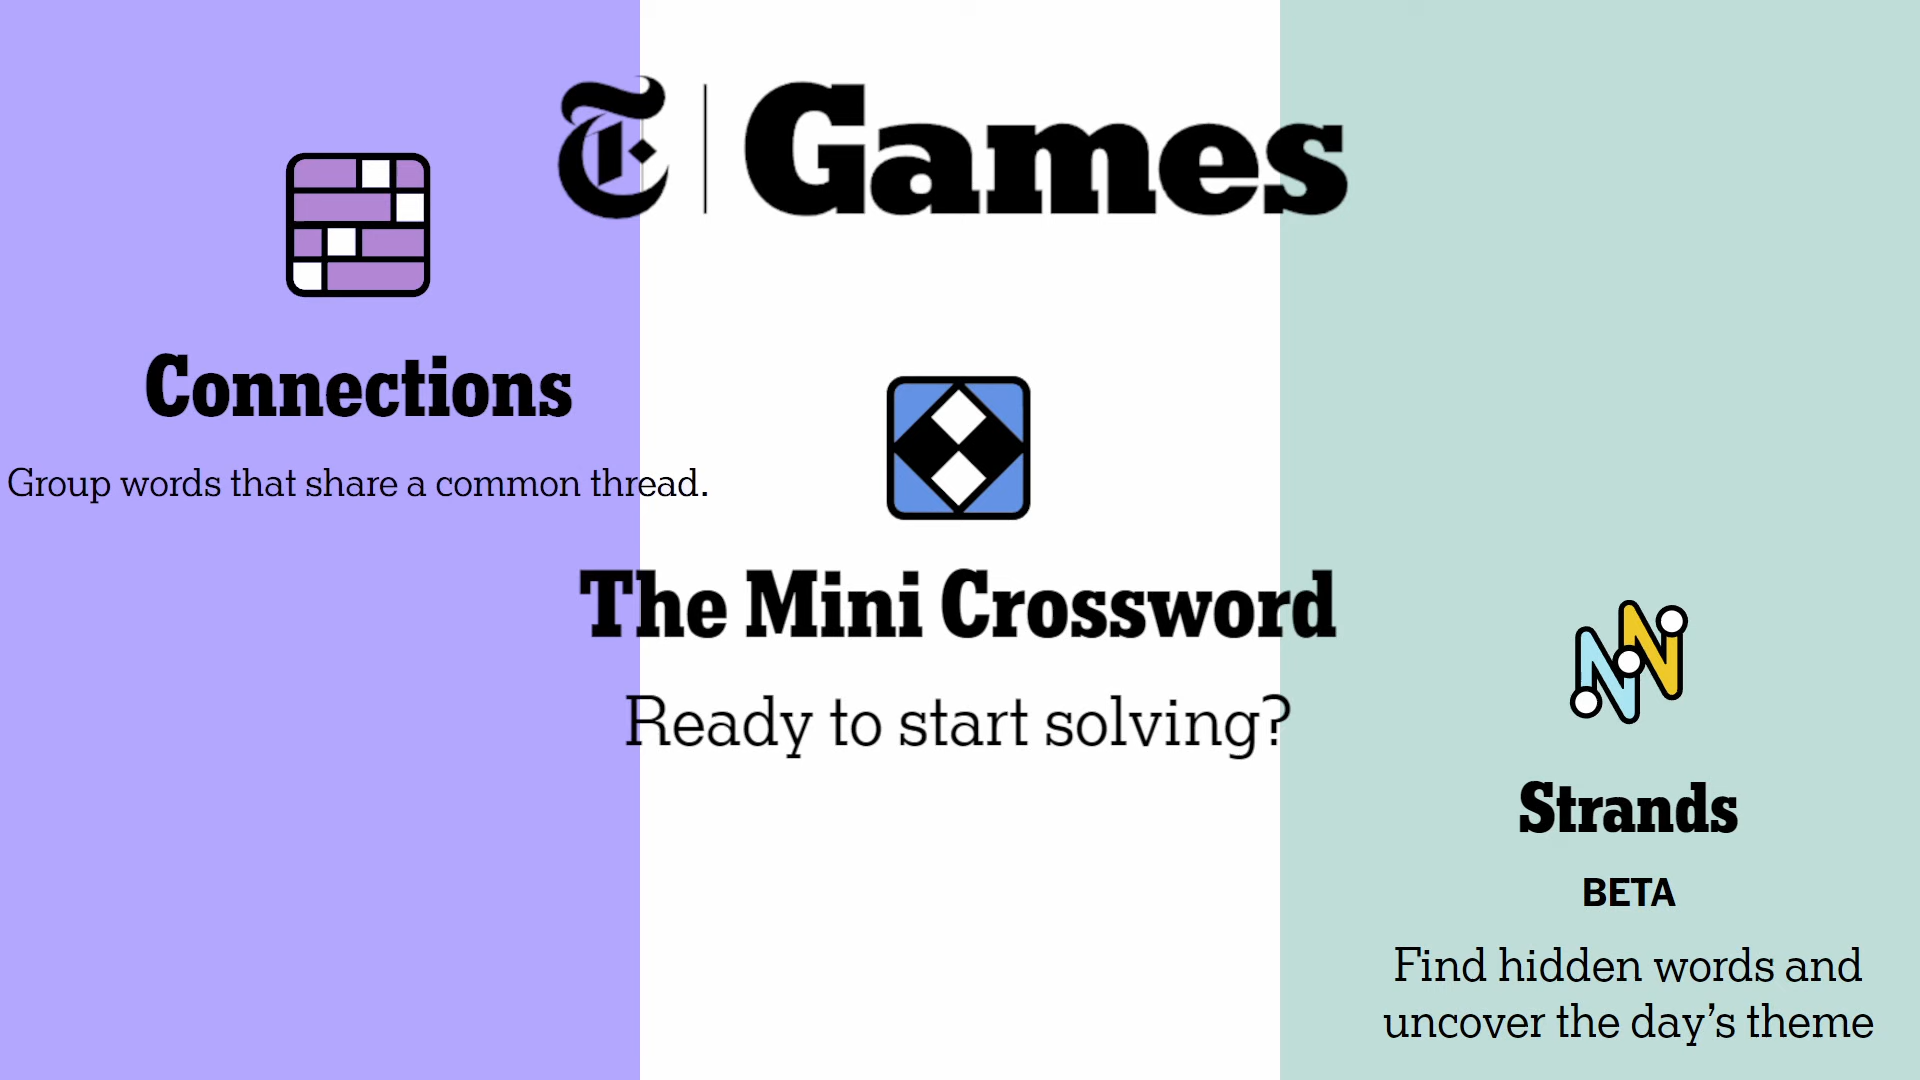 T Games
Connections
Group words that share a common thread.
The Mini Crossword
Ready to start solving?
Strands
BETA
Find hidden words and
uncover the day’s theme